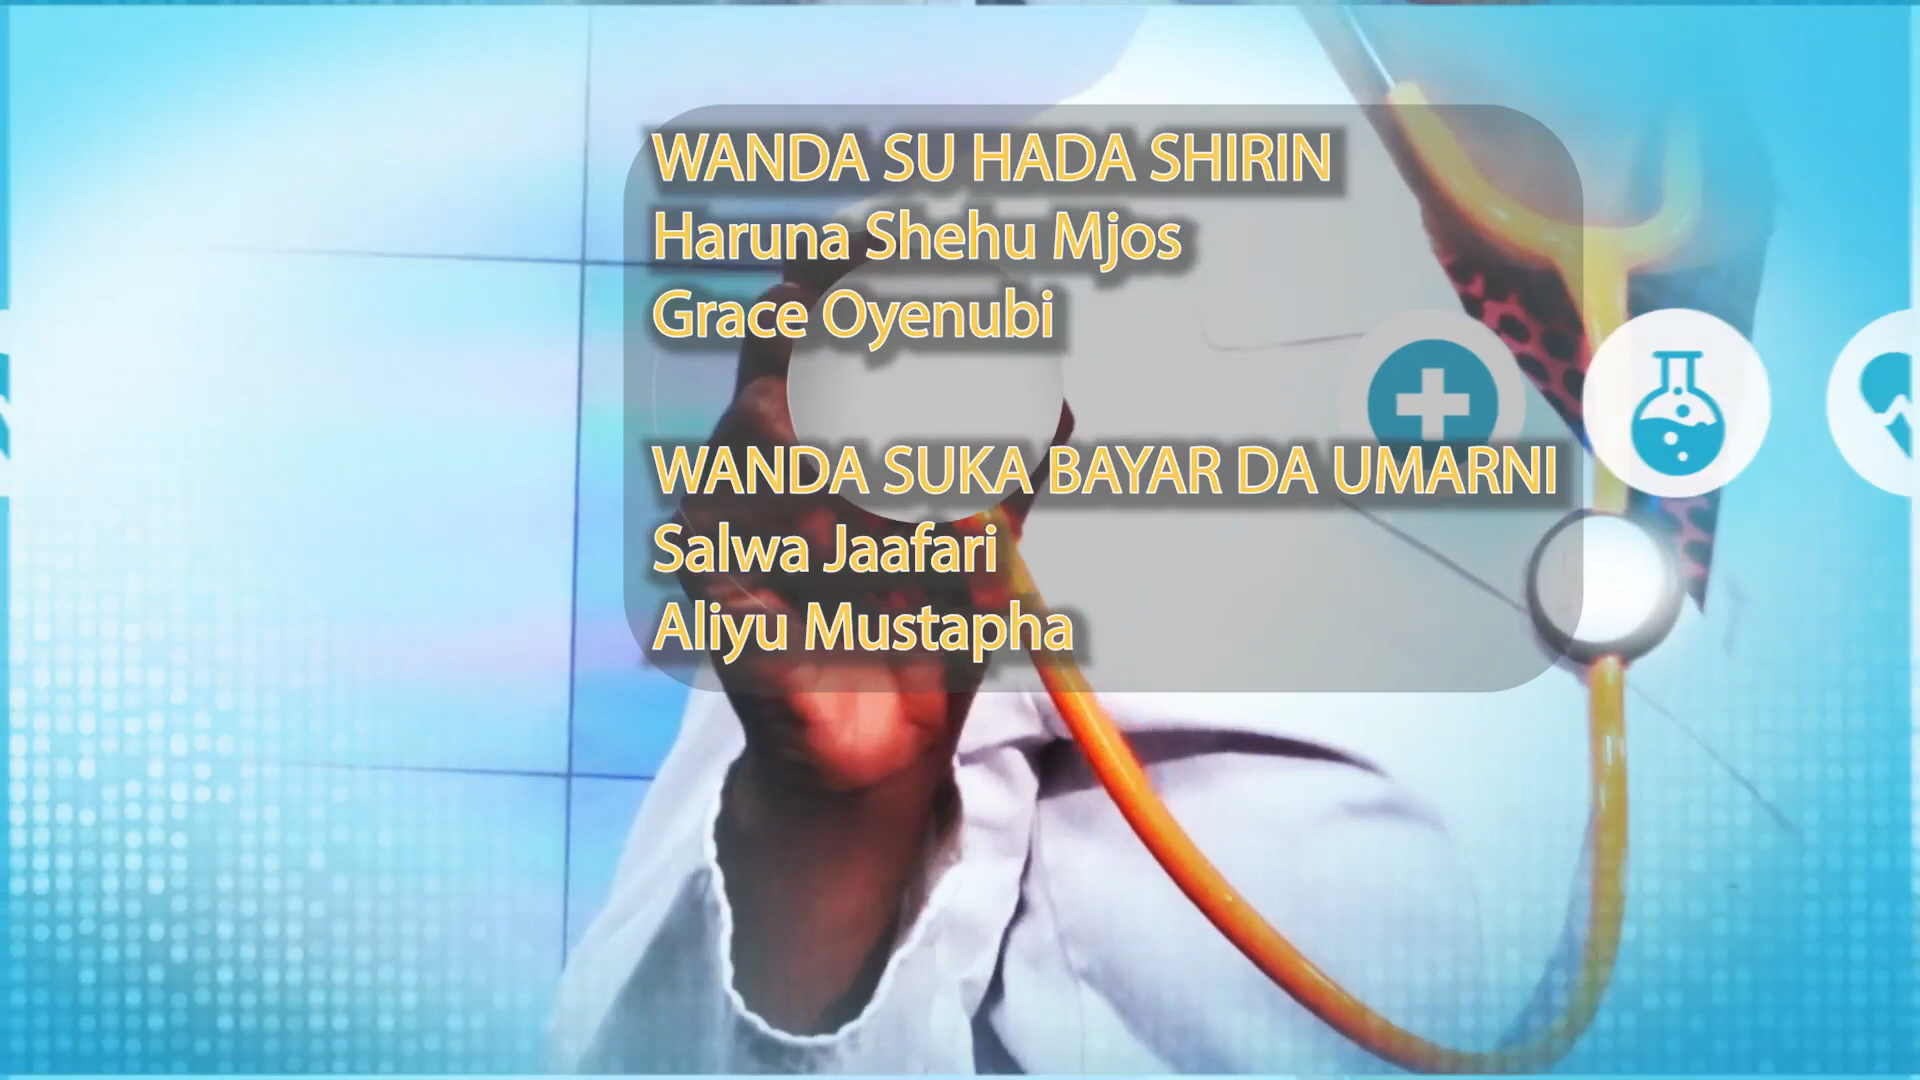 WANDA SU HADA SHIRIN
Haruna Shehu Mjos
Grace Oyenubi
WANDA SUKA BAYAR DA UMARNI
Salwa Jaafari
Aliyu Mustapha